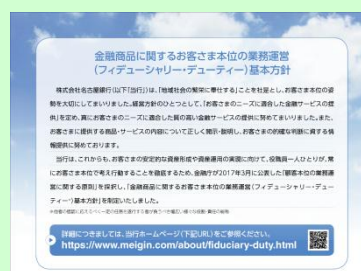 金融商品に関するお客さま本位の業務運営
(フィデューシャリー・デューティー)基本方針
株式会社名古屋銀行(以下「当行」)は、「地域社会の繁栄に奉仕する」ことを社是とし、お客さま本位の姿
勢を大切にしてまいりました。経営方針のひとつとして、「お客さまのニーズに適合した金融サービスの提
供」を定め、真にお客さまのニーズに適合した質の高い金融サービスの提供に努めてまいりました。また、
お客さまに提供する商品・サービスの内容について正しく開示・説明し、お客さまの的確な判断に資する情
報提供に努めております。
当行は、これからも、お客さまの安定的な資産形成や資産運用の実現に向けて、役職員一人ひとりが、常
にお客さま本位で考え行動することを徹底するため、金融庁が2017年3月に公表した「顧客本位の業務運
営に関する原則」を採択し、「金融商品に関するお客さま本位の業務運営(フィデューシャリー・デュー
ティー)基本方針」を制定いたしました。
詳細につきましては、当行ホームページ(下記URL)をご参照ください。
https://www.meigin.com/about/fiduciary-duty.html